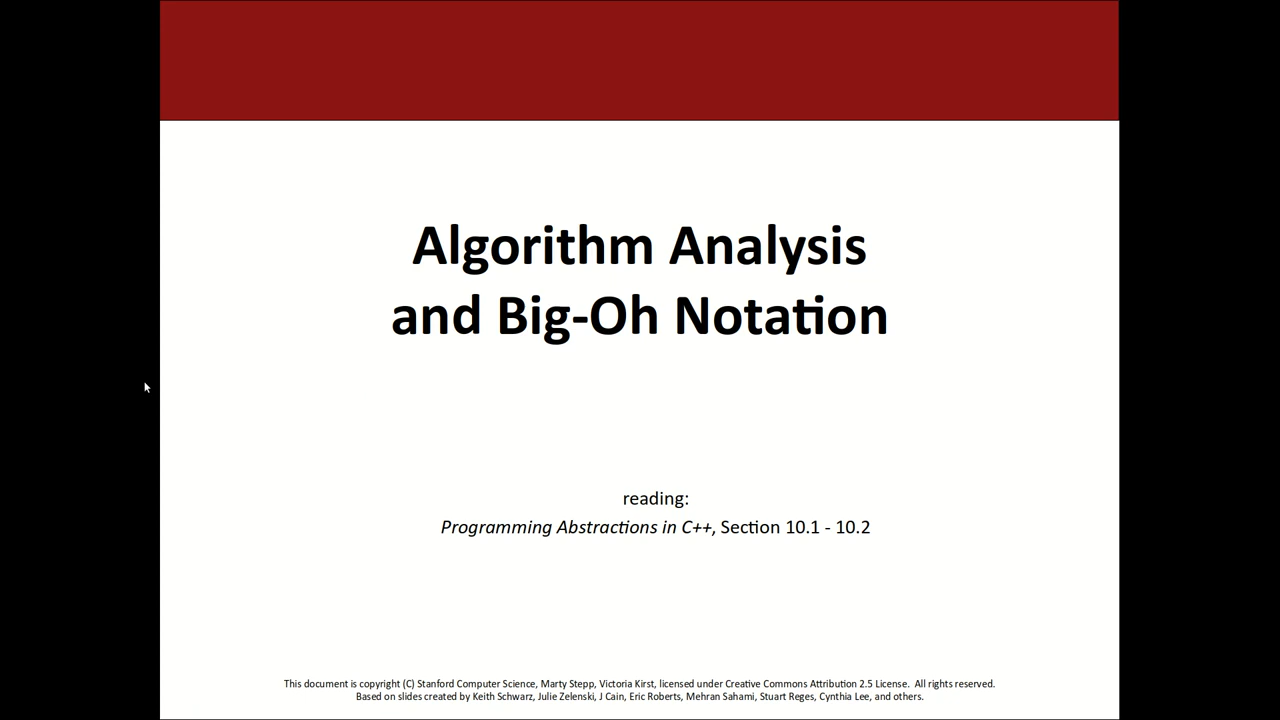 Algorithm Analysis
and Big-Oh Notation
reading:
Programming Abstractions in C++, Section 10.1 - 10.2
This document is copyright (C) Stanford Computer Science, Marty Stepp, Victoria Kirst, licensed under Creative Commons Attribution 2.5 License.  All rights reserved.
Based on slides created by Keith Schwarz, Julie Zelenski, J Cain, Eric Roberts, Mehran Sahami, Stuart Reges, Cynthia Lee, and others.